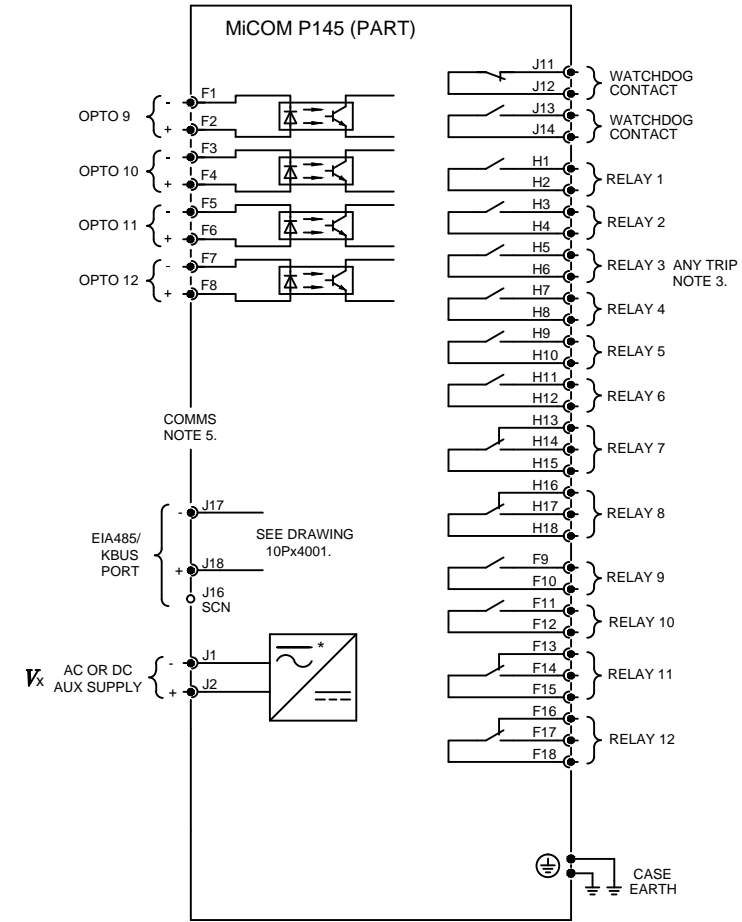 MiCOM P145 (PART)
OPTO 9
-
F1
+
F2
OPTO 10
-
F3
+
F4
OPTO 11
-
F5
+
F6
OPTO 12
-
F7
+
F8
COMMS
NOTE 5.
EIA485/
KBUS
PORT
-
J17
+
J18
J16
SCN
SEE DRAWING
10Px4001.
Vx
AC OR DC
AUX SUPPLY
-
J1
+
J2
*
J11
J12
WATCHDOG
CONTACT
J13
J14
WATCHDOG
CONTACT
H1
H2
RELAY 1
H3
H4
RELAY 2
H5
H6
RELAY 3 ANY TRIP
NOTE 3.
H7
H8
RELAY 4
H9
H10
RELAY 5
H11
H12
RELAY 6
H13
H14
H15
RELAY 7
H16
H17
H18
RELAY 8
F9
F10
RELAY 9
F11
F12
RELAY 10
F13
F14
F15
RELAY 11
F16
F17
F18
RELAY 12
CASE
EARTH